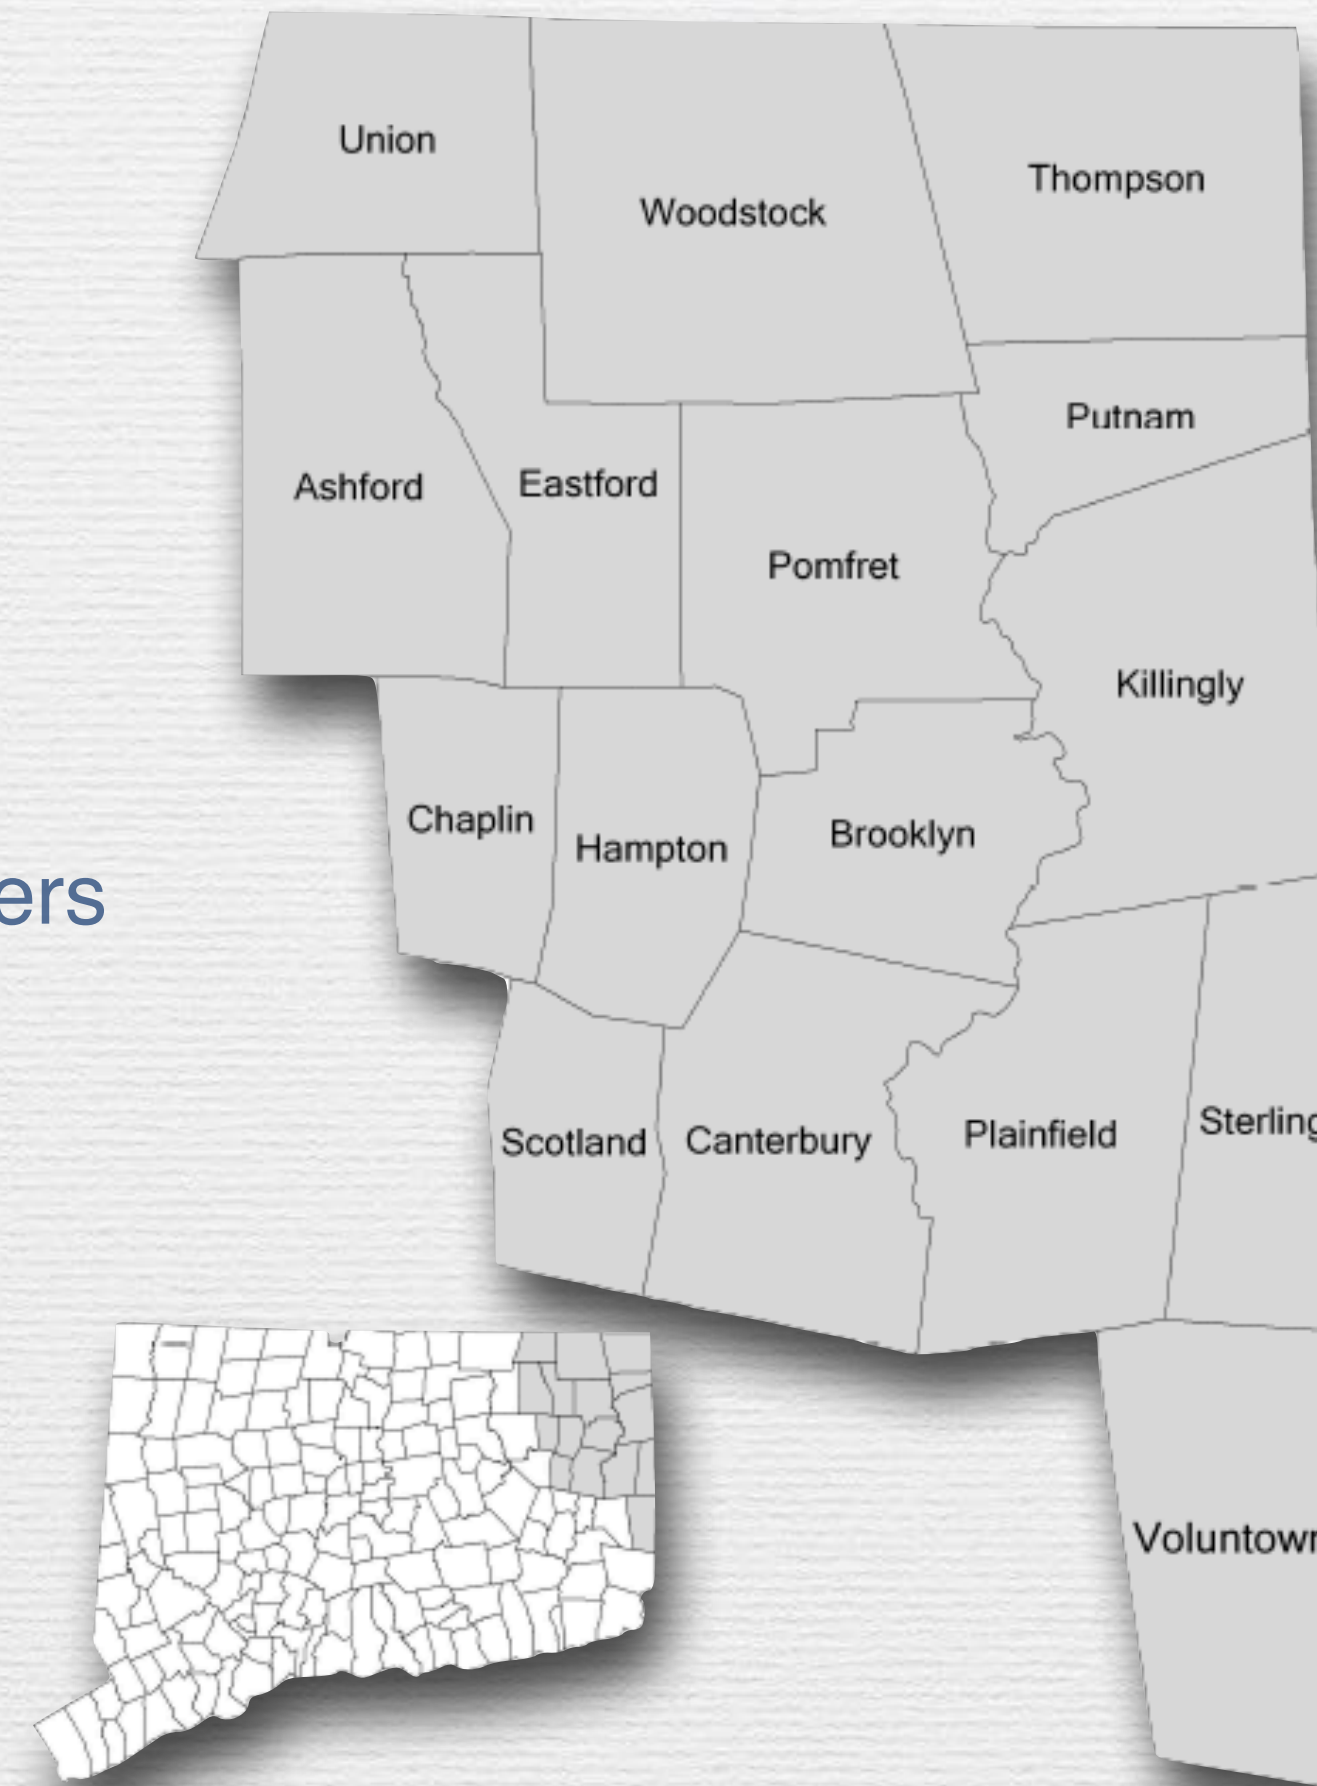 Union
Woodstock
Thompson
Putnam
Ashford
Eastford
Pomfret
Killingly
Chaplin
Hampton
Brooklyn
ers
Scotland
Canterbury
Plainfield
Sterling
Voluntown